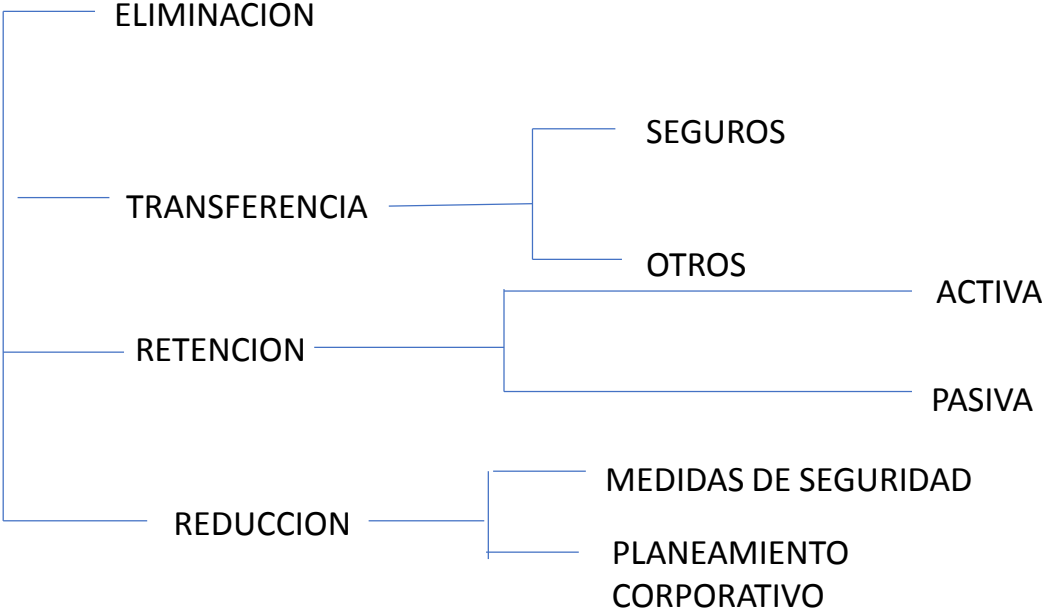 ELIMINACION
SEGUROS
TRANSFERENCIA
OTROS
ACTIVA
RETENCION
PASIVA
MEDIDAS DE SEGURIDAD
REDUCCION
PLANEAMIENTO
CORPORATIVO